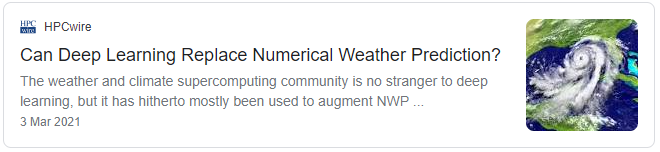 HPC
wire
HPCwire
Can Deep Learning Replace Numerical Weather Prediction?
The weather and climate supercomputing community is no stranger to deep
learning, but it has hitherto mostly been used to augment NWP ...
3 Mar 2021